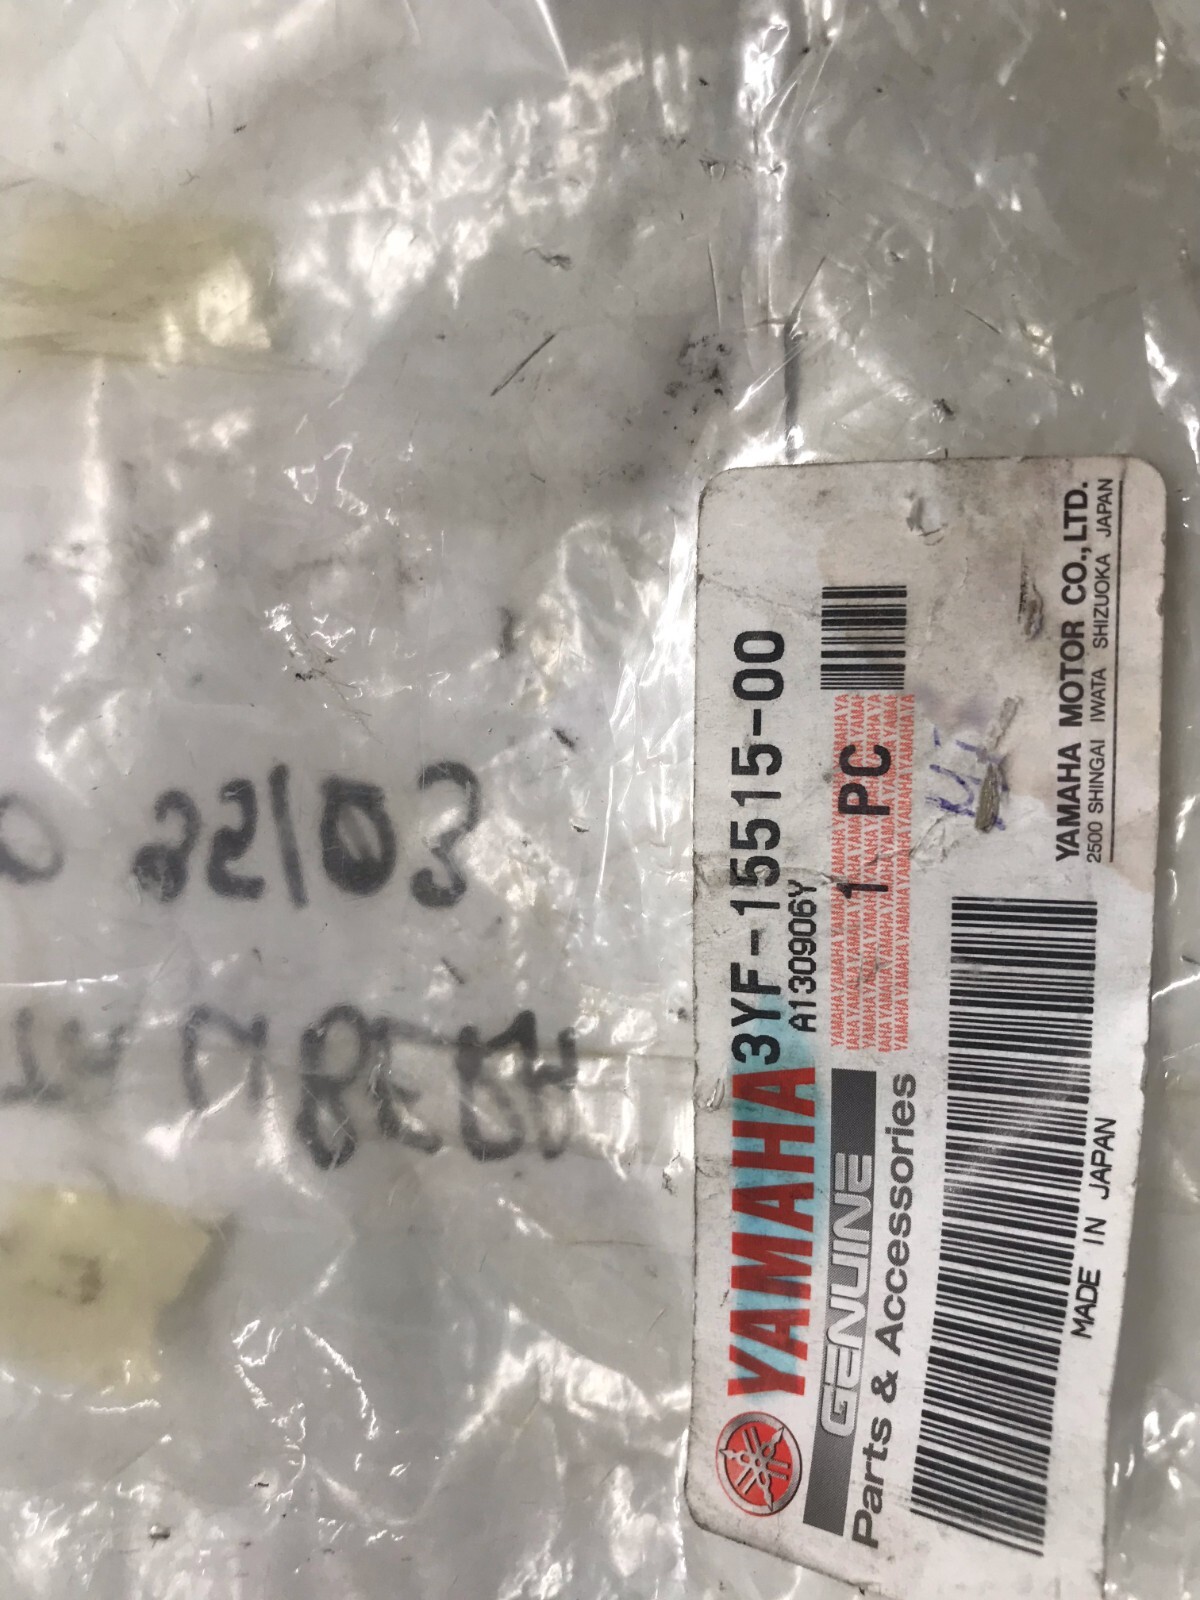 YAMAHA 3YF-15515-00
A130906Y
GENUINE
Parts & Accessories
1 PC
YAMAHA MOTOR CO.,LTD.
2500 SHINGAI IWATA SHIZUOKA JAPAN
MADE IN JAPAN